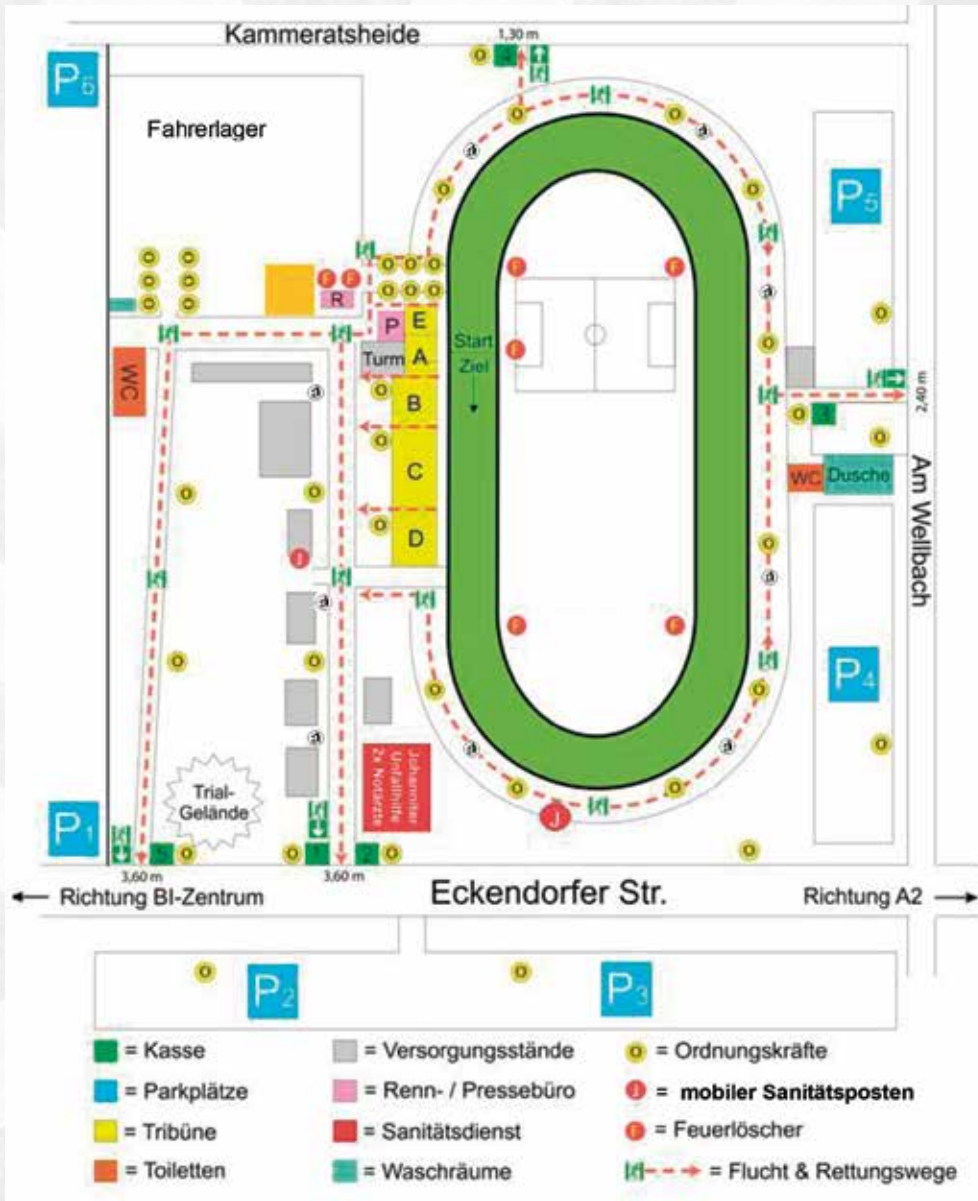 Kammeratsheide
1,30 m
P6
4
Fahrerlager
P5
O
F
F
R
P
E
Turm
A
Start
Ziel
WC
B
C
D
3
2,40 m
WC
Dusche
Am Wellbach
J
P4
Trial-
Gelände
Johanniter
Unfallhilfe
2x Notärzte
J
P1
5
1
2
3,60 m
3,60 m
Richtung BI-Zentrum
Eckendorfer Str.
Richtung A2
P2
P3
= Kasse
= Versorgungsstände
O = Ordnungskräfte
= Parkplätze
= Renn- / Pressebüro
J = mobiler Sanitätsposten
= Tribüne
= Sanitätsdienst
F = Feuerlöscher
= Toiletten
= Waschräume
= Flucht & Rettungswege